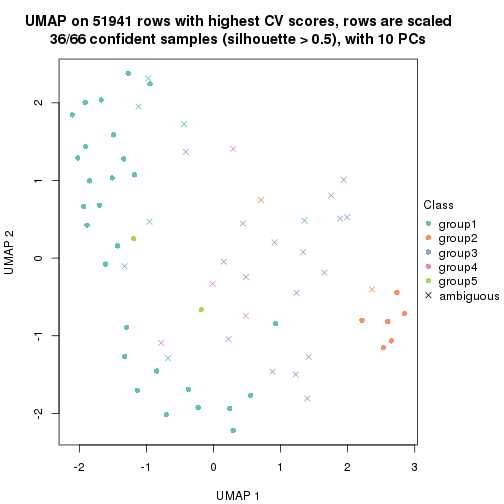 UMAP on 51941 rows with highest CV scores, rows are scaled
36/66 confident samples (silhouette > 0.5), with 10 PCs
2
1
0
-1
-2
UMAP 2
-2
-1
0
1
2
3
UMAP 1
Class
group1
group2
group3
group4
group5
ambiguous